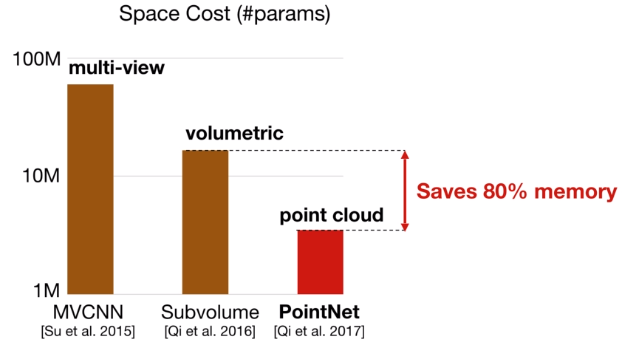 Space Cost (#params)
100M
multi-view
volumetric
10M
Saves 80% memory
point cloud
1M
MVCNN Subvolume PointNet
[Su et al. 2015] [Qi et al. 2016] [Qi et al. 2017]